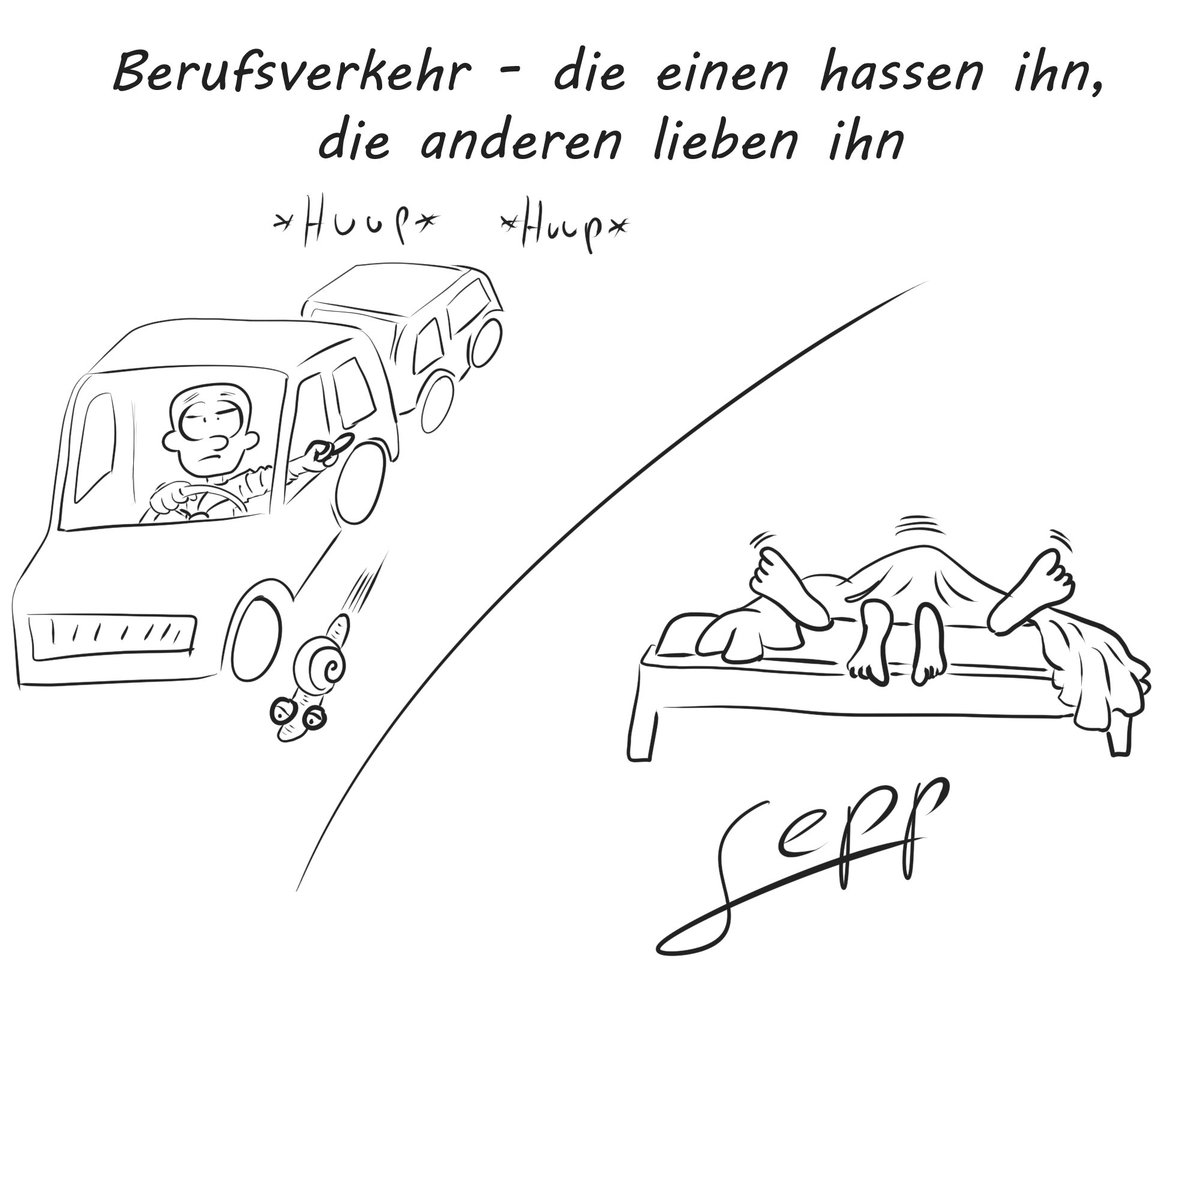 Berufsverkehr - die einen hassen ihn,
die anderen lieben ihn
*Huup* *Huup*
Sepp